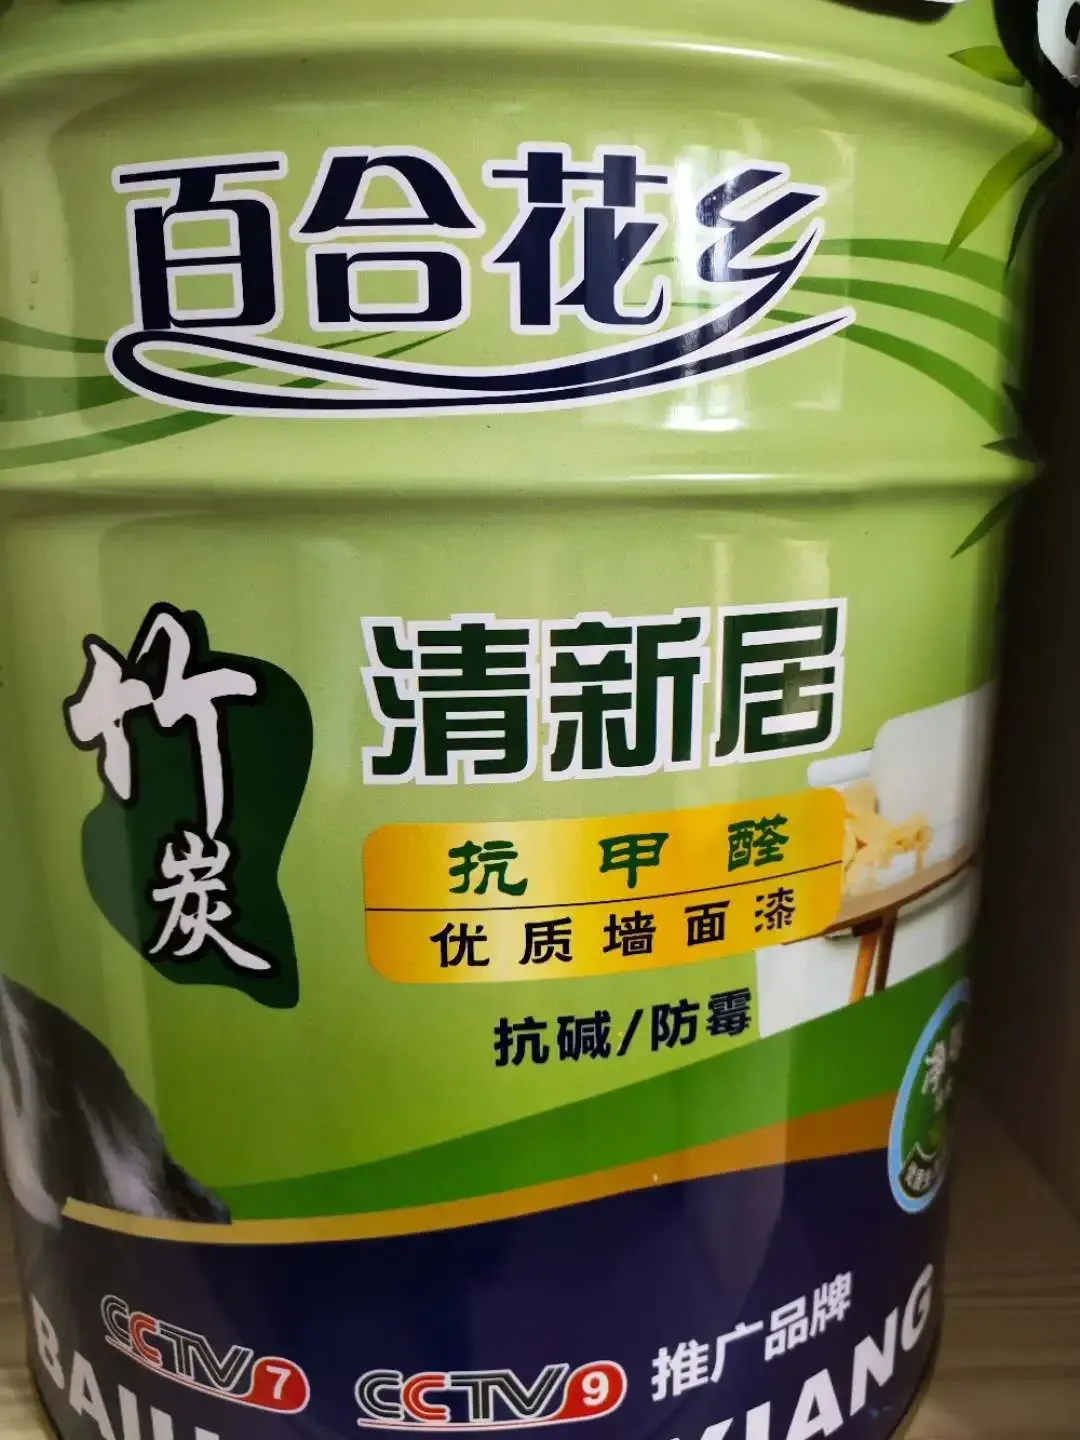 百合花乡
竹炭
清新居
抗甲醛
优质墙面漆
抗碱/防霉
CCTV7 CCTV9 推广品牌